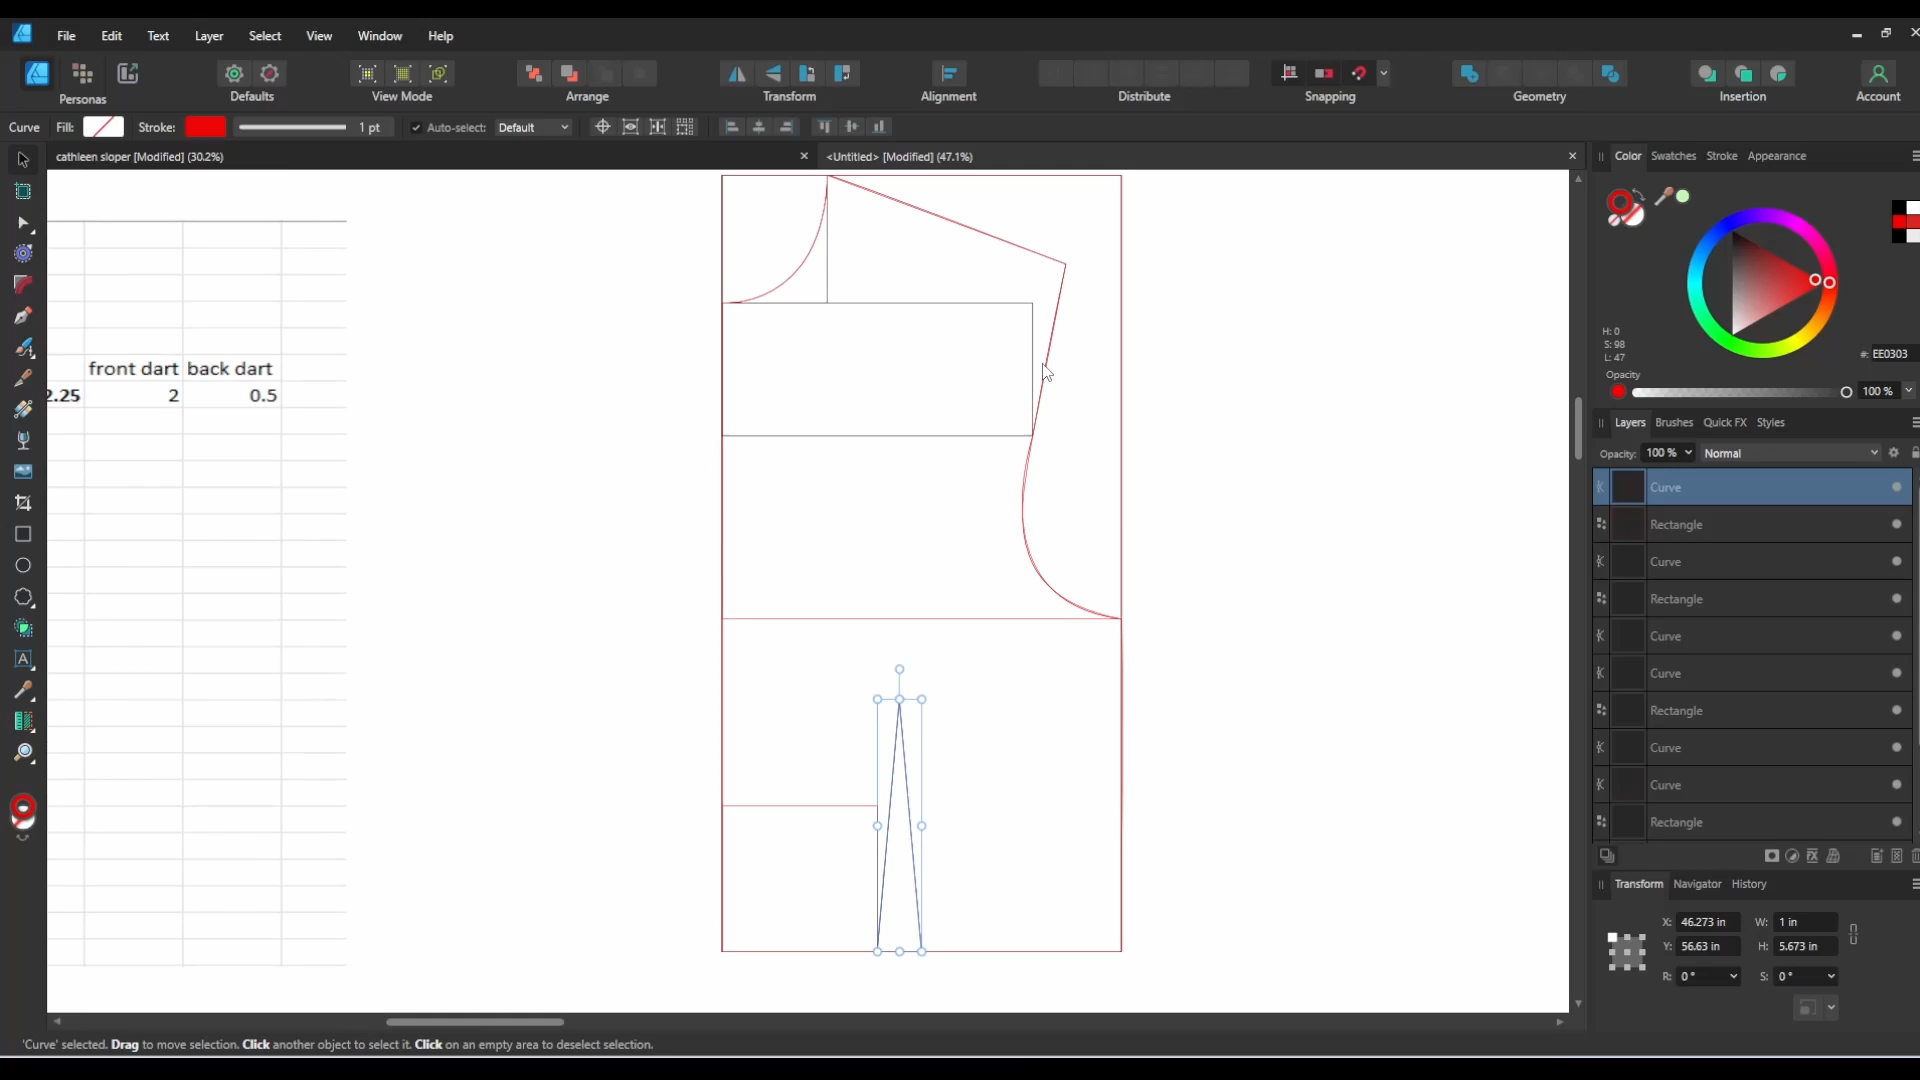 File Edit Text Layer Select View Window Help
Personas Defaults View Mode Arrange Transform Alignment Distribute Snapping Geometry Insertion Account
Curve Fill: Stroke: 1 pt Auto-select: Default
cathleen sloper [Modified] (30.2%) <Untitled> [Modified] (47.1%)
Color Swatches Stroke Appearance
H: 0
S: 98
L: 47
#: EE0303
Opacity
100 %
front dart back dart
2.25 2 0.5
Layers Brushes Quick FX Styles
Opacity: 100 % Normal
Curve
Rectangle
Curve
Rectangle
Curve
Curve
Rectangle
Curve
Curve
Rectangle
Transform Navigator History
X: 46.273 in W: 1 in
Y: 56.63 in H: 5.673 in
R: 0 ° S: 0 °
'Curve' selected. Drag to move selection. Click another object to select it. Click on an empty area to deselect selection.